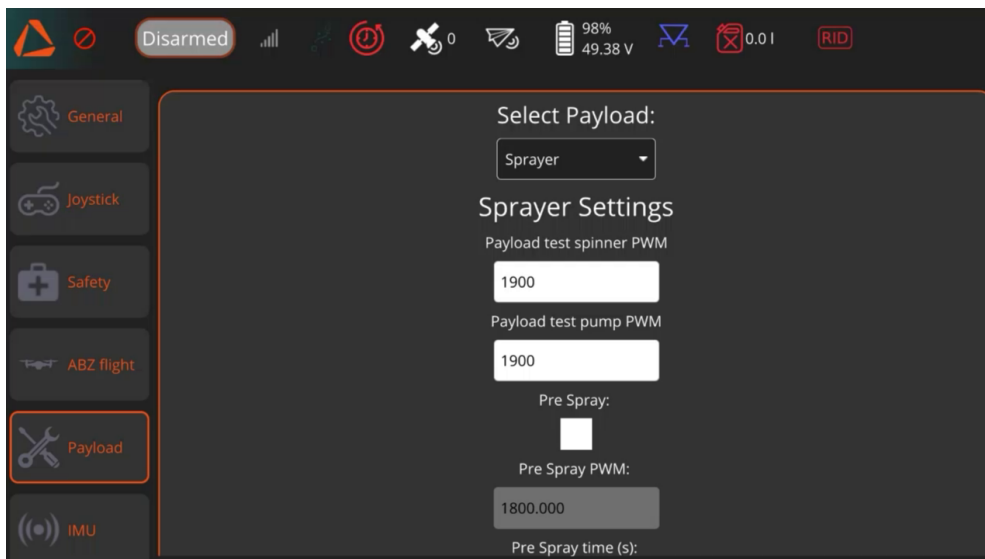 Disarmed
0
98%
49.38 V
0.0 l
RID
General
Joystick
Safety
ABZ flight
Payload
IMU
Select Payload:
Sprayer
Sprayer Settings
Payload test spinner PWM
1900
Payload test pump PWM
1900
Pre Spray:
Pre Spray PWM:
1800.000
Pre Spray time (s):